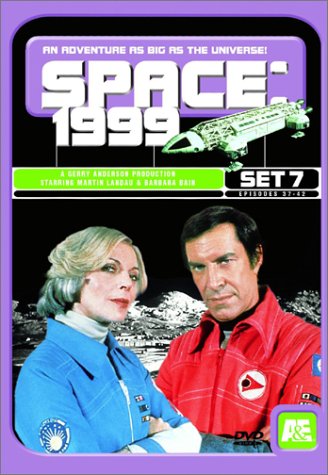 AN ADVENTURE AS BIG AS THE UNIVERSE!
SPACE:
1999
A GERRY ANDERSON PRODUCTION
STARRING MARTIN LANDAU & BARBARA BAIN
SET 7
EPISODES 37-42
DVD
A&E